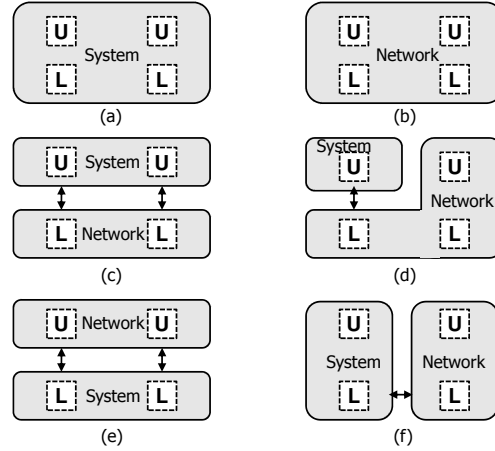 U U
System
L L
(a)
U U
Network
L L
(b)
U System U
L Network L
(c)
System
U U
Network
L L
(d)
U Network U
L System L
(e)
U U
System Network
L L
(f)